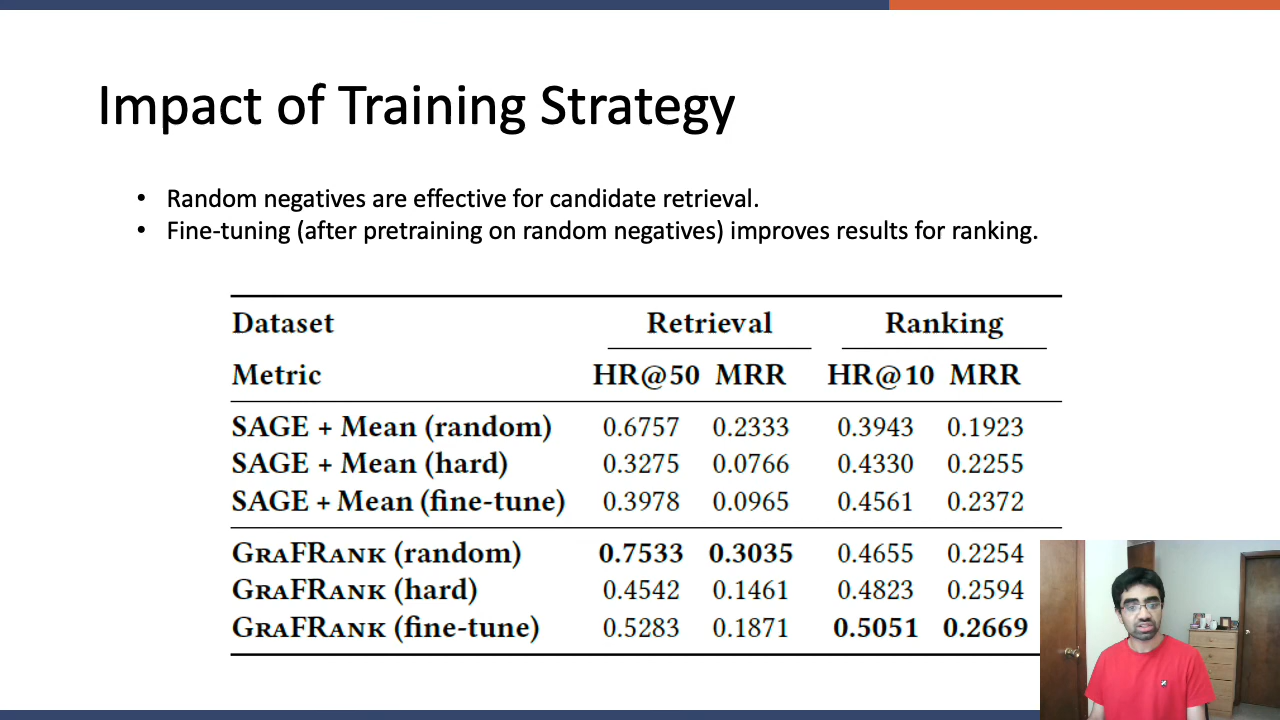 Impact of Training Strategy
• Random negatives are effective for candidate retrieval.
• Fine-tuning (after pretraining on random negatives) improves results for ranking.
Dataset Retrieval Ranking
Metric HR@50 MRR HR@10 MRR
SAGE + Mean (random) 0.6757 0.2333 0.3943 0.1923
SAGE + Mean (hard) 0.3275 0.0766 0.4330 0.2255
SAGE + Mean (fine-tune) 0.3978 0.0965 0.4561 0.2372
GRAFRANK (random) 0.7533 0.3035 0.4655 0.2254
GRAFRANK (hard) 0.4542 0.1461 0.4823 0.2594
GRAFRANK (fine-tune) 0.5283 0.1871 0.5051 0.2669